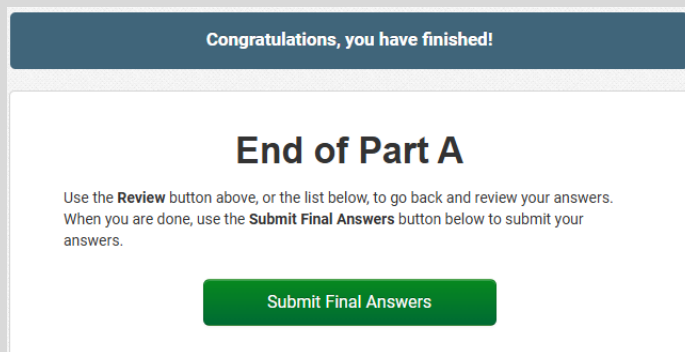 Congratulations, you have finished!
End of Part A
Use the Review button above, or the list below, to go back and review your answers.
When you are done, use the Submit Final Answers button below to submit your
answers.
Submit Final Answers